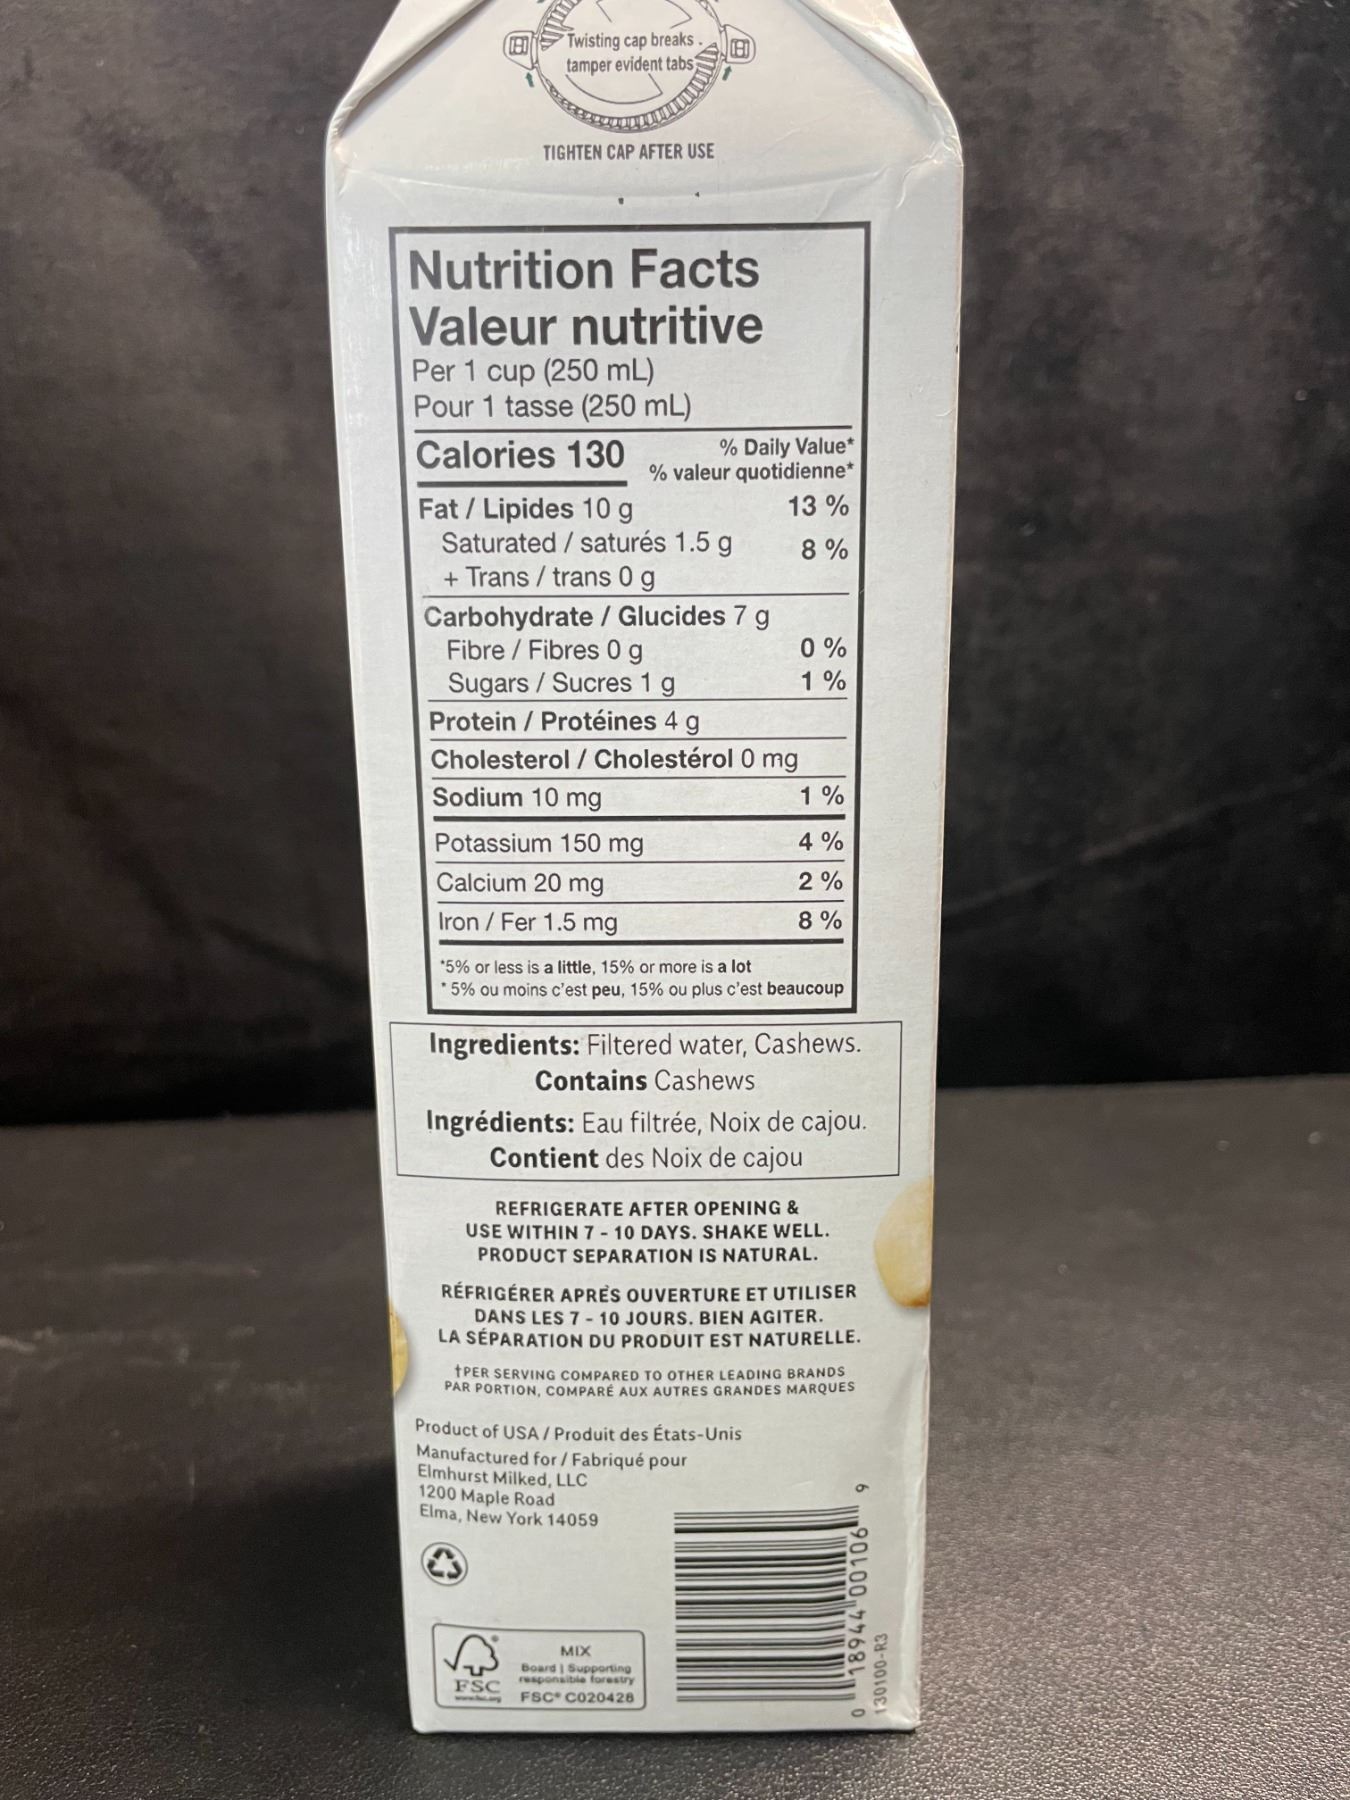 Twisting cap breaks
tamper evident tabs
TIGHTEN CAP AFTER USE
Nutrition Facts
Valeur nutritive
Per 1 cup (250 mL)
Pour 1 tasse (250 mL)
Calories 130
% Daily Value*
% valeur quotidienne*
Fat / Lipides 10 g 13 %
Saturated / saturés 1.5 g 8 %
+ Trans / trans 0 g
Carbohydrate / Glucides 7 g
Fibre / Fibres 0 g 0 %
Sugars / Sucres 1 g 1 %
Protein / Protéines 4 g
Cholesterol / Cholestérol 0 mg
Sodium 10 mg 1 %
Potassium 150 mg 4 %
Calcium 20 mg 2 %
Iron / Fer 1.5 mg 8 %
*5% or less is a little, 15% or more is a lot
* 5% ou moins c'est peu, 15% ou plus c'est beaucoup
Ingredients: Filtered water, Cashews.
Contains Cashews
Ingrédients: Eau filtrée, Noix de cajou.
Contient des Noix de cajou
REFRIGERATE AFTER OPENING &
USE WITHIN 7 - 10 DAYS. SHAKE WELL.
PRODUCT SEPARATION IS NATURAL.
RÉFRIGÉRER APRÈS OUVERTURE ET UTILISER
DANS LES 7 - 10 JOURS. BIEN AGITER.
LA SÉPARATION DU PRODUIT EST NATURELLE.
†PER SERVING COMPARED TO OTHER LEADING BRANDS
PAR PORTION, COMPARÉ AUX AUTRES GRANDES MARQUES
Product of USA / Produit des États-Unis
Manufactured for / Fabriqué pour
Elmhurst Milked, LLC
1200 Maple Road
Elma, New York 14059
FSC
MIX
Board | Supporting
responsible forestry
FSC® C020428
0 18944 00106 9
130100-R3